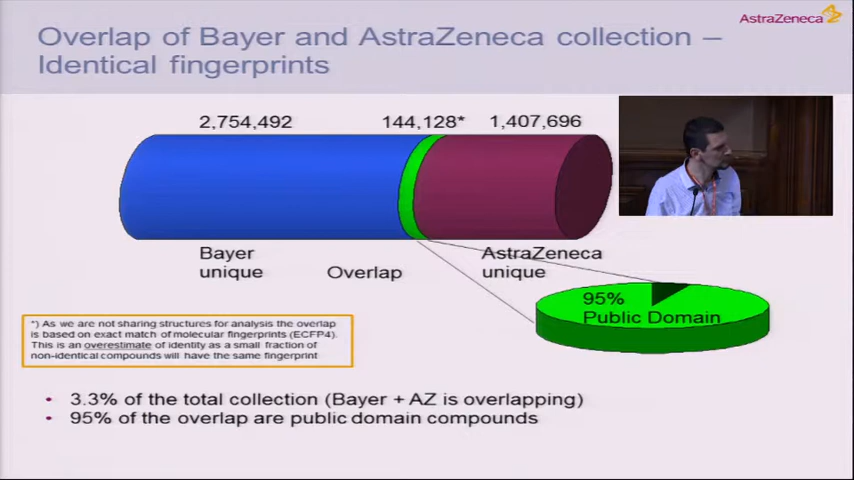 AstraZeneca
Overlap of Bayer and AstraZeneca collection –
Identical fingerprints
2,754,492
144,128*
1,407,696
Bayer
unique
Overlap
AstraZeneca
unique
95%
Public Domain
*) As we are not sharing structures for analysis the overlap
is based on exact match of molecular fingerprints (ECFP4).
This is an overestimate of identity as a small fraction of
non-identical compounds will have the same fingerprint
• 3.3% of the total collection (Bayer + AZ is overlapping)
• 95% of the overlap are public domain compounds